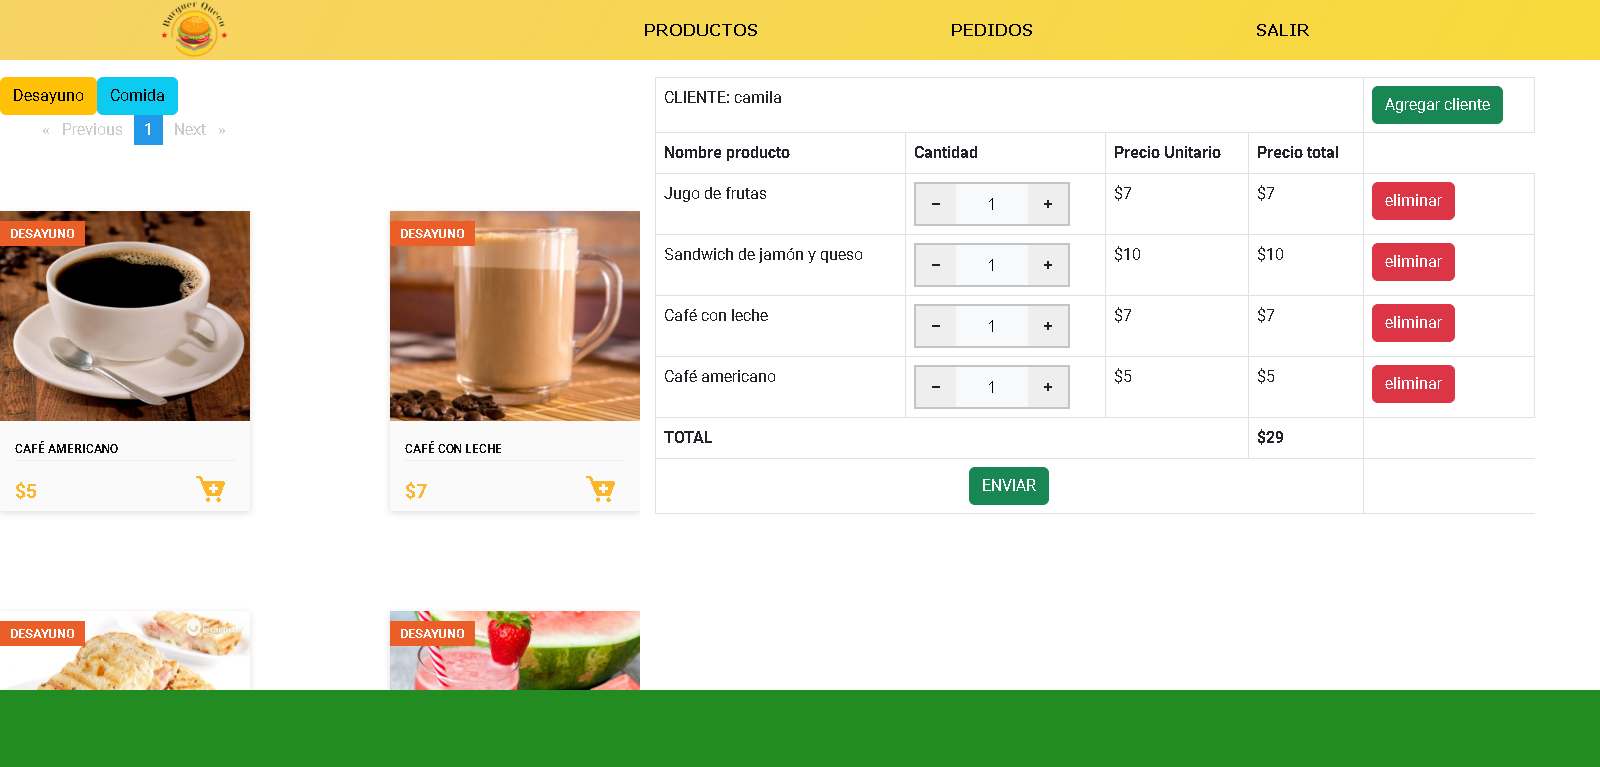 Burguer Queen
PRODUCTOS
PEDIDOS
SALIR
Desayuno
Comida
« Previous 1 Next »
DESAYUNO
CAFÉ AMERICANO
$5
DESAYUNO
CAFÉ CON LECHE
$7
DESAYUNO
DESAYUNO
CLIENTE: camila
Agregar cliente
Nombre producto Cantidad Precio Unitario Precio total
Jugo de frutas − 1 + $7 $7 eliminar
Sandwich de jamón y queso − 1 + $10 $10 eliminar
Café con leche − 1 + $7 $7 eliminar
Café americano − 1 + $5 $5 eliminar
TOTAL $29
ENVIAR